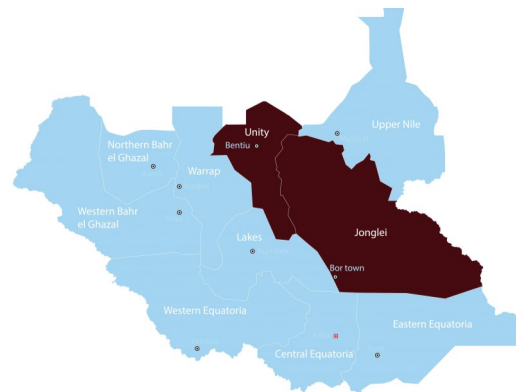 Unity
Upper Nile
Bentiu
Northern Bahr
el Ghazal
Warrap
Western Bahr
el Ghazal
Jonglei
Lakes
Bor town
Western Equatoria
Eastern Equatoria
Central Equatoria